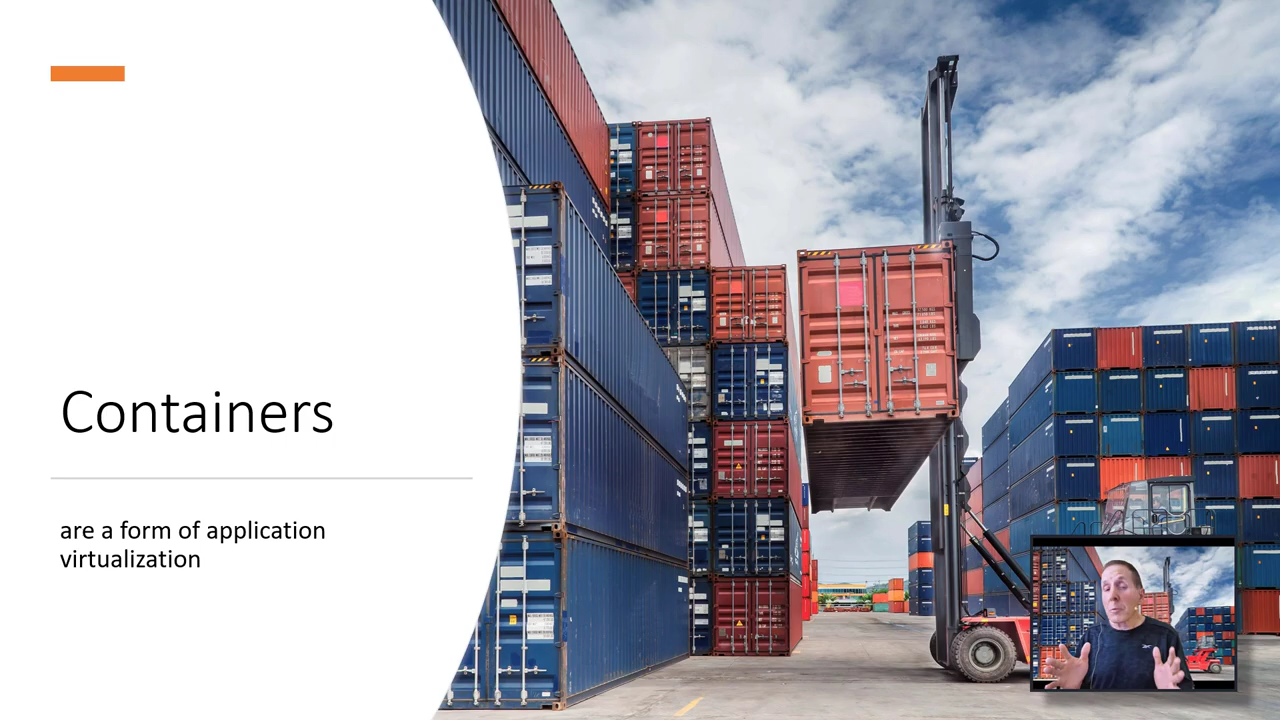 Containers
are a form of application
virtualization